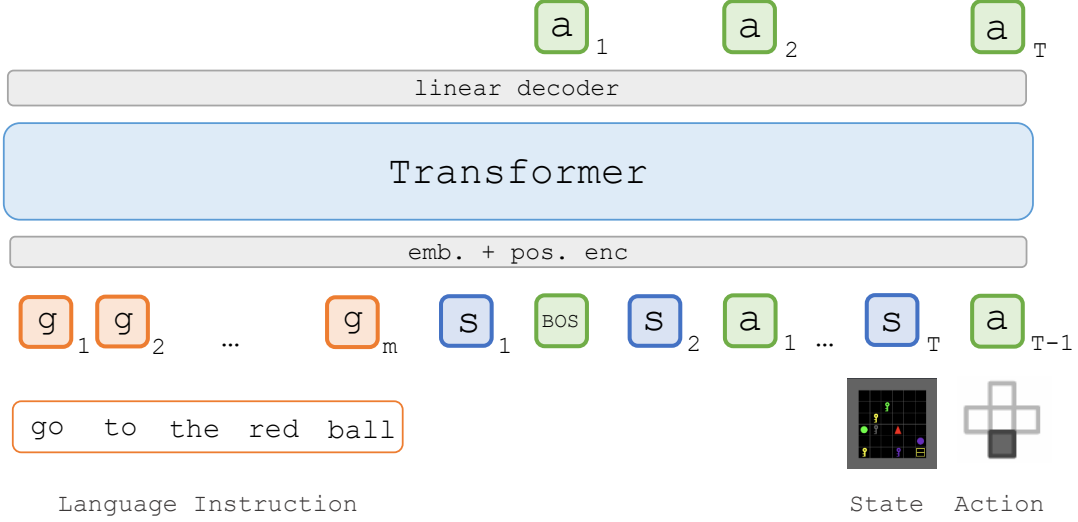 a1 a2 aT
linear decoder
Transformer
emb. + pos. enc
g1 g2 … gm s1 BOS s2 a1 … sT aT-1
go to the red ball
Language Instruction State Action